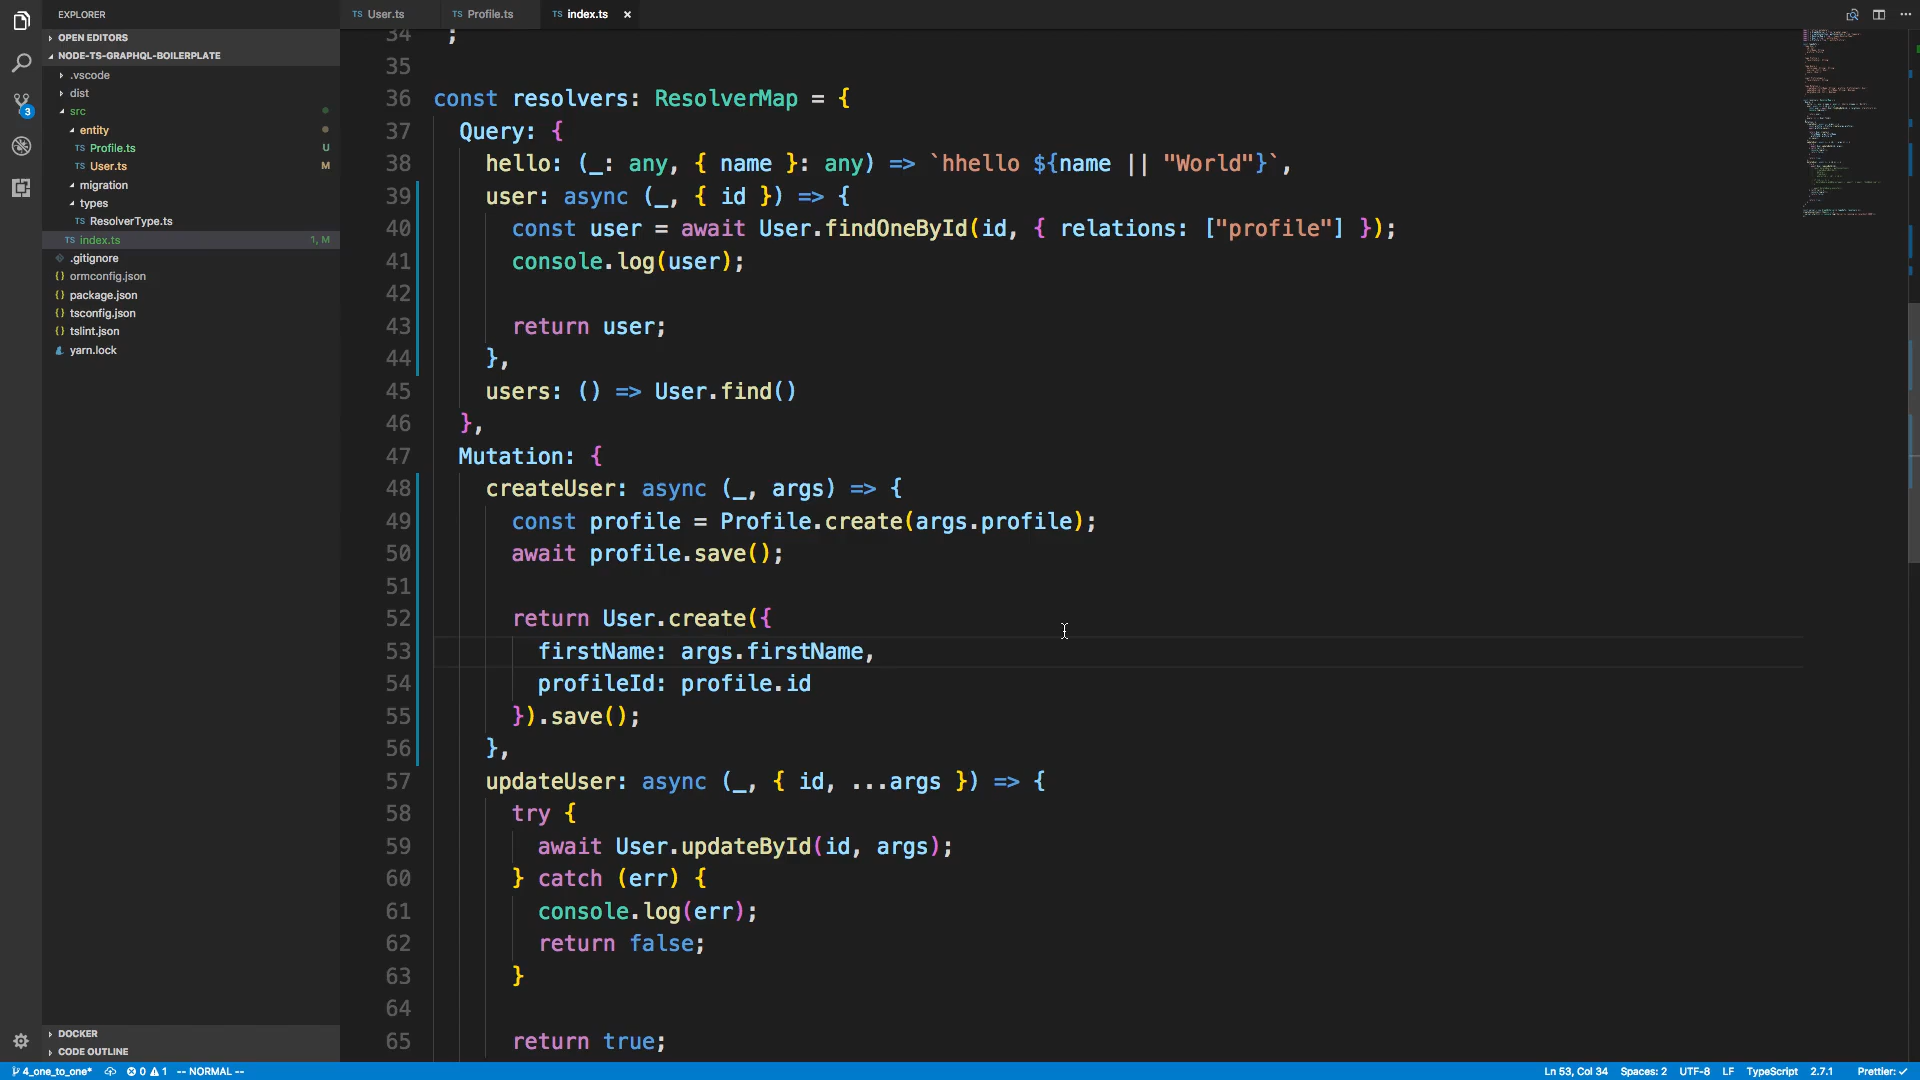 EXPLORER
OPEN EDITORS
NODE-TS-GRAPHQL-BOILERPLATE
.vscode
dist
src
entity
TS Profile.ts U
TS User.ts M
migration
types
TS ResolverType.ts
TS index.ts 1, M
.gitignore
{} ormconfig.json
{} package.json
{} tsconfig.json
{} tslint.json
yarn.lock
DOCKER
CODE OUTLINE
3
TS User.ts TS Profile.ts TS index.ts ×
34 ;
35
36 const resolvers: ResolverMap = {
37 Query: {
38 hello: (_: any, { name }: any) => `hhello ${name || "World"}`,
39 user: async (_, { id }) => {
40 const user = await User.findOneById(id, { relations: ["profile"] });
41 console.log(user);
42
43 return user;
44 },
45 users: () => User.find()
46 },
47 Mutation: {
48 createUser: async (_, args) => {
49 const profile = Profile.create(args.profile);
50 await profile.save();
51
52 return User.create({
53 firstName: args.firstName,
54 profileId: profile.id
55 }).save();
56 },
57 updateUser: async (_, { id, ...args }) => {
58 try {
59 await User.updateById(id, args);
60 } catch (err) {
61 console.log(err);
62 return false;
63 }
64
65 return true;
4_one_to_one* 0 1 -- NORMAL -- Ln 53, Col 34 Spaces: 2 UTF-8 LF TypeScript 2.7.1 Prettier: ✓